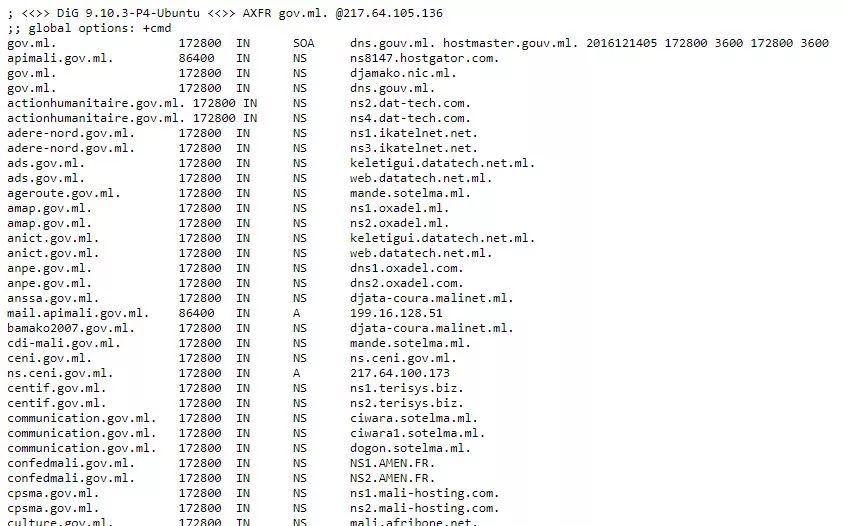 ; <<>> DiG 9.10.3-P4-Ubuntu <<>> AXFR gov.ml. @217.64.105.136
;; global options: +cmd
gov.ml. 172800 IN SOA dns.gouv.ml. hostmaster.gouv.ml. 2016121405 172800 3600 172800 3600
apimali.gov.ml. 86400 IN NS ns8147.hostgator.com.
gov.ml. 172800 IN NS djamako.nic.ml.
gov.ml. 172800 IN NS dns.gouv.ml.
actionhumanitaire.gov.ml. 172800 IN NS ns2.dat-tech.com.
actionhumanitaire.gov.ml. 172800 IN NS ns4.dat-tech.com.
adere-nord.gov.ml. 172800 IN NS ns1.ikatelnet.net.
adere-nord.gov.ml. 172800 IN NS ns3.ikatelnet.net.
ads.gov.ml. 172800 IN NS keletigui.datatech.net.ml.
ads.gov.ml. 172800 IN NS web.datatech.net.ml.
ageroute.gov.ml. 172800 IN NS mande.sotelma.ml.
amap.gov.ml. 172800 IN NS ns1.oxadel.ml.
amap.gov.ml. 172800 IN NS ns2.oxadel.ml.
anict.gov.ml. 172800 IN NS keletigui.datatech.net.ml.
anict.gov.ml. 172800 IN NS web.datatech.net.ml.
anpe.gov.ml. 172800 IN NS dns1.oxadel.com.
anpe.gov.ml. 172800 IN NS dns2.oxadel.com.
anssa.gov.ml. 172800 IN NS djata-coura.malinet.ml.
mail.apimali.gov.ml. 86400 IN A 199.16.128.51
bamako2007.gov.ml. 172800 IN NS djata-coura.malinet.ml.
cdi-mali.gov.ml. 172800 IN NS mande.sotelma.ml.
ceni.gov.ml. 172800 IN NS ns.ceni.gov.ml.
ns.ceni.gov.ml. 172800 IN A 217.64.100.173
centif.gov.ml. 172800 IN NS ns1.terisys.biz.
centif.gov.ml. 172800 IN NS ns2.terisys.biz.
communication.gov.ml. 172800 IN NS ciwara.sotelma.ml.
communication.gov.ml. 172800 IN NS ciwara1.sotelma.ml.
communication.gov.ml. 172800 IN NS dogon.sotelma.ml.
confedmali.gov.ml. 172800 IN NS NS1.AMEN.FR.
confedmali.gov.ml. 172800 IN NS NS2.AMEN.FR.
cpsma.gov.ml. 172800 IN NS ns1.mali-hosting.com.
cpsma.gov.ml. 172800 IN NS ns2.mali-hosting.com.
culture.gov.ml. 172800 IN NS mali.afribone.net.